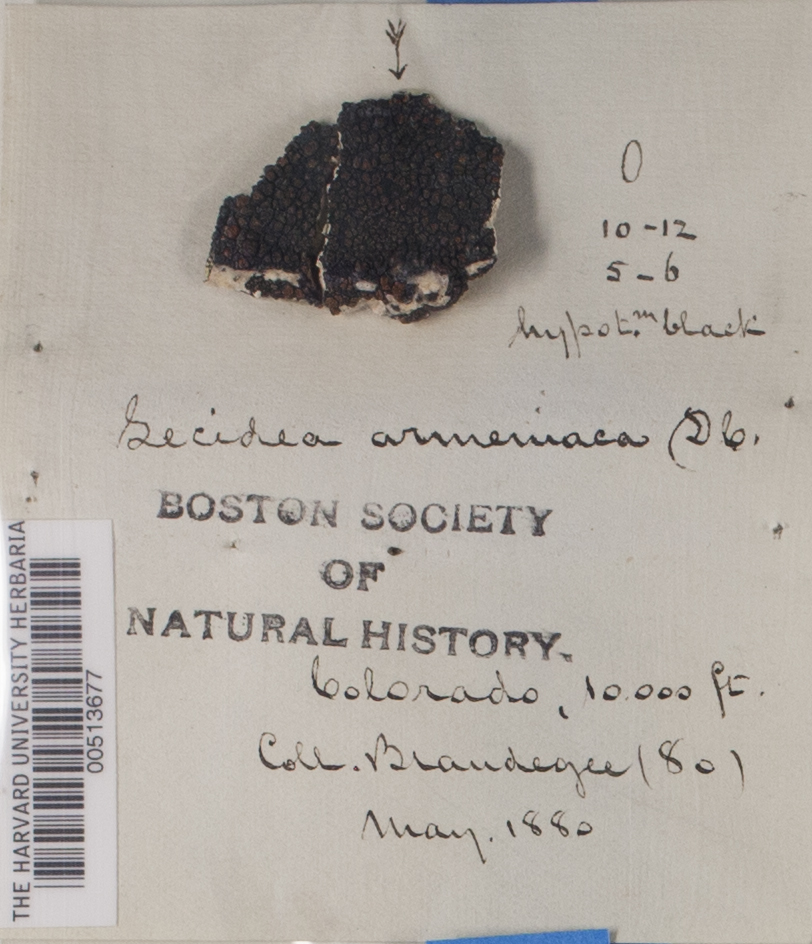 10-12
5-6
hypot.m black
Lecidea armeniaca (DC.
BOSTON SOCIETY
OF
NATURAL HISTORY.
Colorado, 10.000 ft.
Coll. Brandegee (80)
May. 1880
THE HARVARD UNIVERSITY HERBARIA
00513677